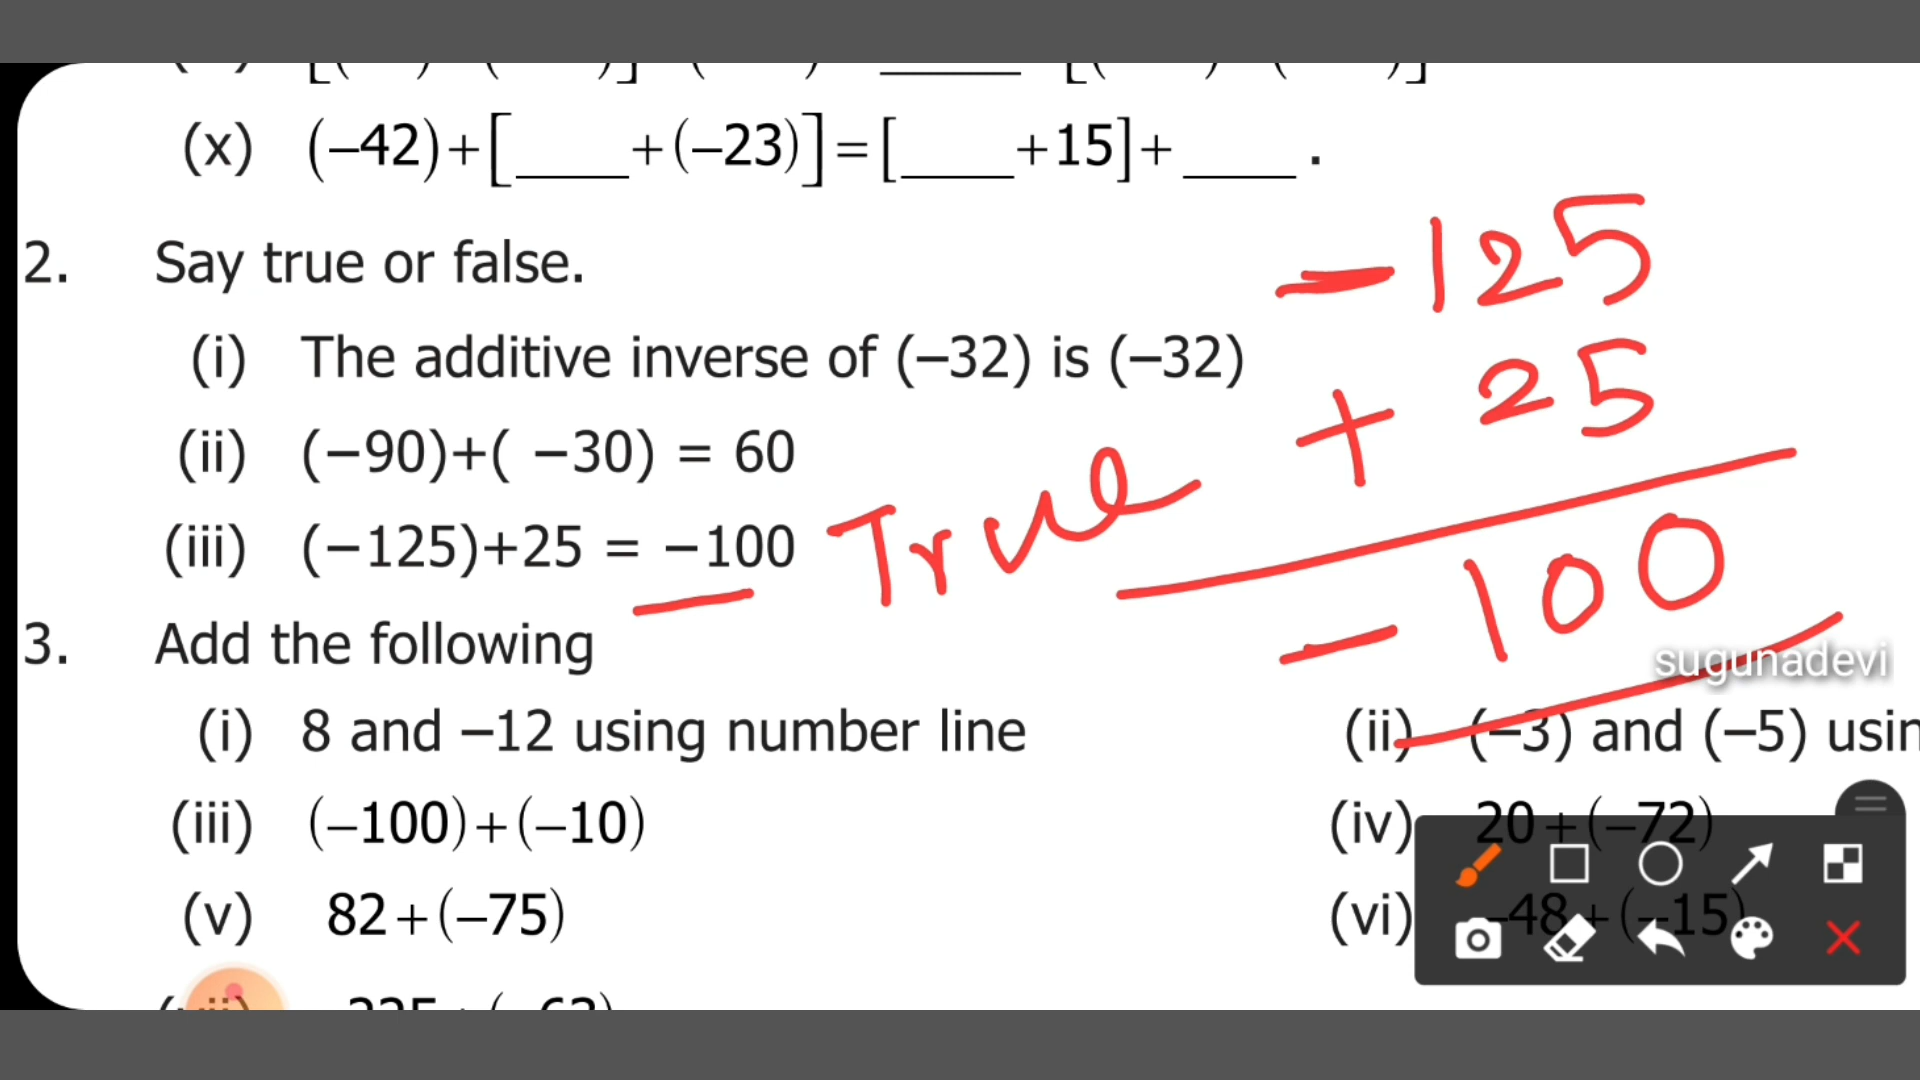 (x) (–42)+[____+(–23)]=[____+15]+____.
2. Say true or false.
–125
(i) The additive inverse of (–32) is (–32)
+ 25
(ii) (–90)+( –30) = 60
(iii) (–125)+25 = –100 True
–100
3. Add the following
sugunadevi
(i) 8 and –12 using number line (ii) (–3) and (–5) usin
(iii) (–100)+(–10) (iv) 20+(–72)
(v) 82+(–75) (vi) –48+(–15)